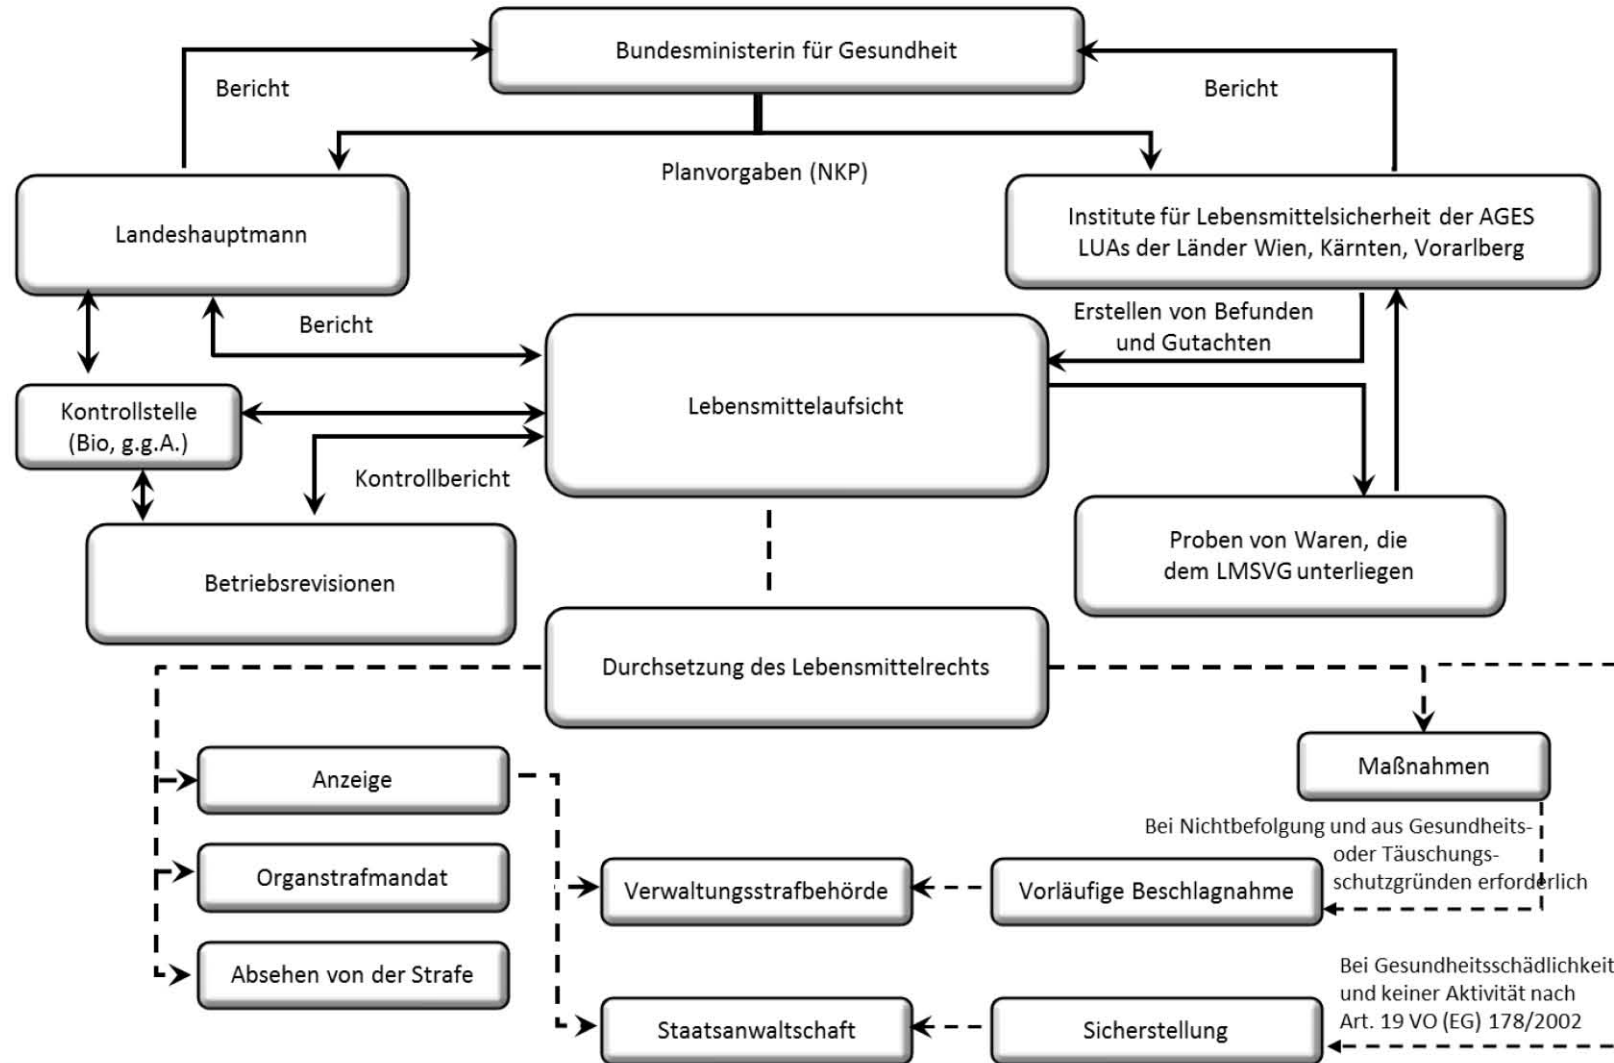 Bundesministerin für Gesundheit
Bericht
Bericht
Planvorgaben (NKP)
Landeshauptmann
Institute für Lebensmittelsicherheit der AGES
LUAs der Länder Wien, Kärnten, Vorarlberg
Bericht
Erstellen von Befunden
und Gutachten
Lebensmittelaufsicht
Kontrollstelle
(Bio, g.g.A.)
Kontrollbericht
Betriebsrevisionen
Proben von Waren, die
dem LMSVG unterliegen
Durchsetzung des Lebensmittelrechts
Maßnahmen
Anzeige
Bei Nichtbefolgung und aus Gesundheits-
oder Täuschungs-
schutzgründen erforderlich
Organstrafmandat
Verwaltungsstrafbehörde
Vorläufige Beschlagnahme
Absehen von der Strafe
Bei Gesundheitsschädlichkeit
und keiner Aktivität nach
Art. 19 VO (EG) 178/2002
Staatsanwaltschaft
Sicherstellung